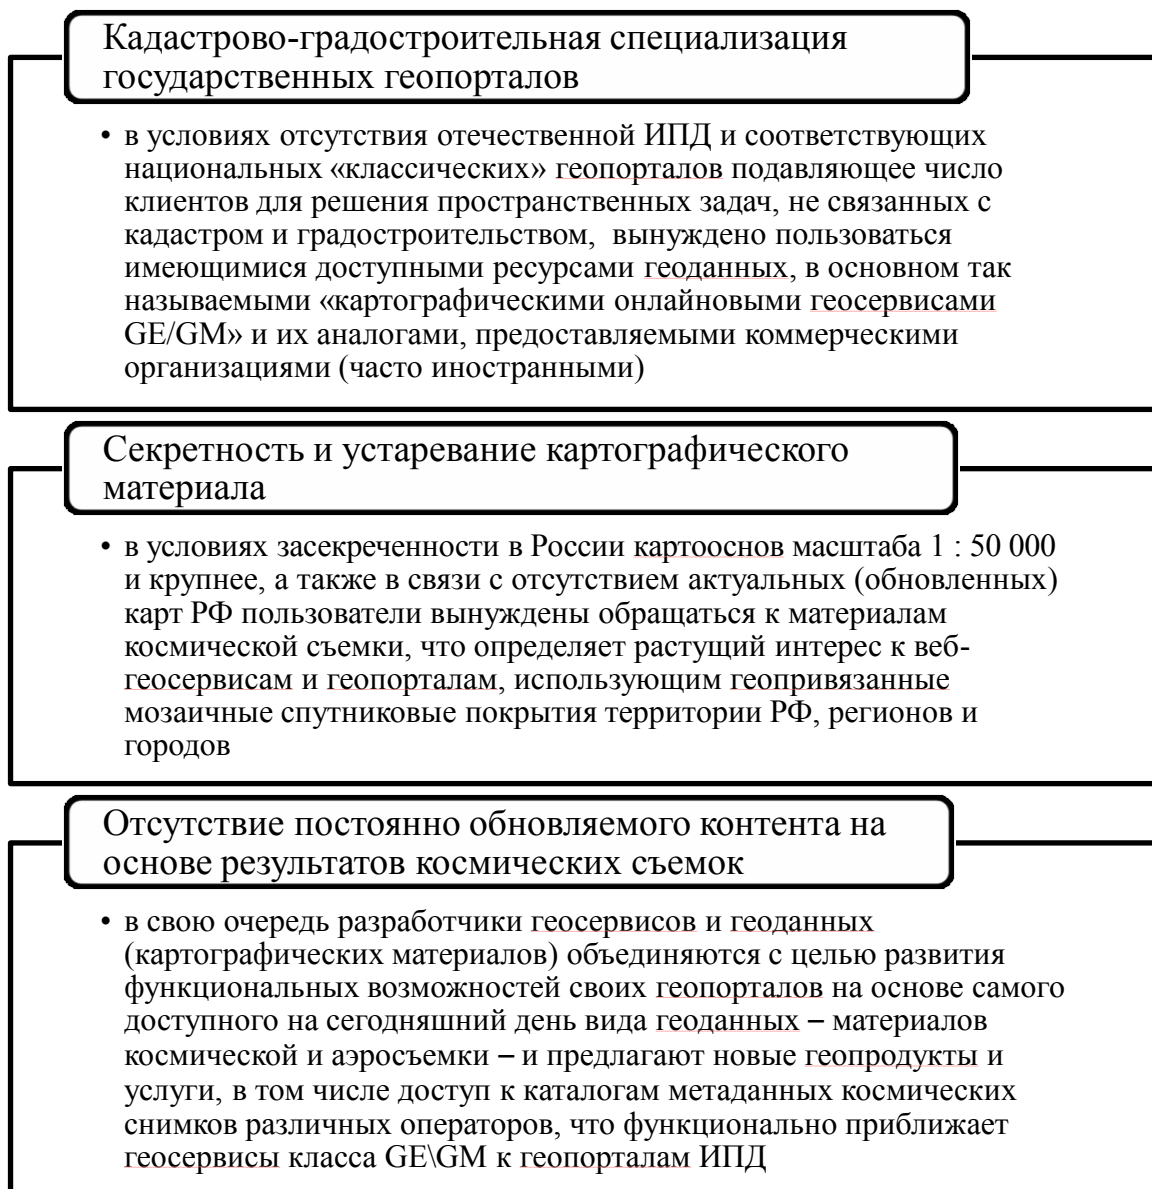 Кадастрово-градостроительная специализация
государственных геопорталов
• в условиях отсутствия отечественной ИПД и соответствующих
национальных «классических» геопорталов подавляющее число
клиентов для решения пространственных задач, не связанных с
кадастром и градостроительством, вынуждено пользоваться
имеющимися доступными ресурсами геоданных, в основном так
называемыми «картографическими онлайновыми геосервисами
GE/GM» и их аналогами, предоставляемыми коммерческими
организациями (часто иностранными)
Секретность и устаревание картографического
материала
• в условиях засекреченности в России картооснов масштаба 1 : 50 000
и крупнее, а также в связи с отсутствием актуальных (обновленных)
карт РФ пользователи вынуждены обращаться к материалам
космической съемки, что определяет растущий интерес к веб-
геосервисам и геопорталам, использующим геопривязанные
мозаичные спутниковые покрытия территории РФ, регионов и
городов
Отсутствие постоянно обновляемого контента на
основе результатов космических съемок
• в свою очередь разработчики геосервисов и геоданных
(картографических материалов) объединяются с целью развития
функциональных возможностей своих геопорталов на основе самого
доступного на сегодняшний день вида геоданных – материалов
космической и аэросъемки – и предлагают новые геопродукты и
услуги, в том числе доступ к каталогам метаданных космических
снимков различных операторов, что функционально приближает
геосервисы класса GE\GM к геопорталам ИПД